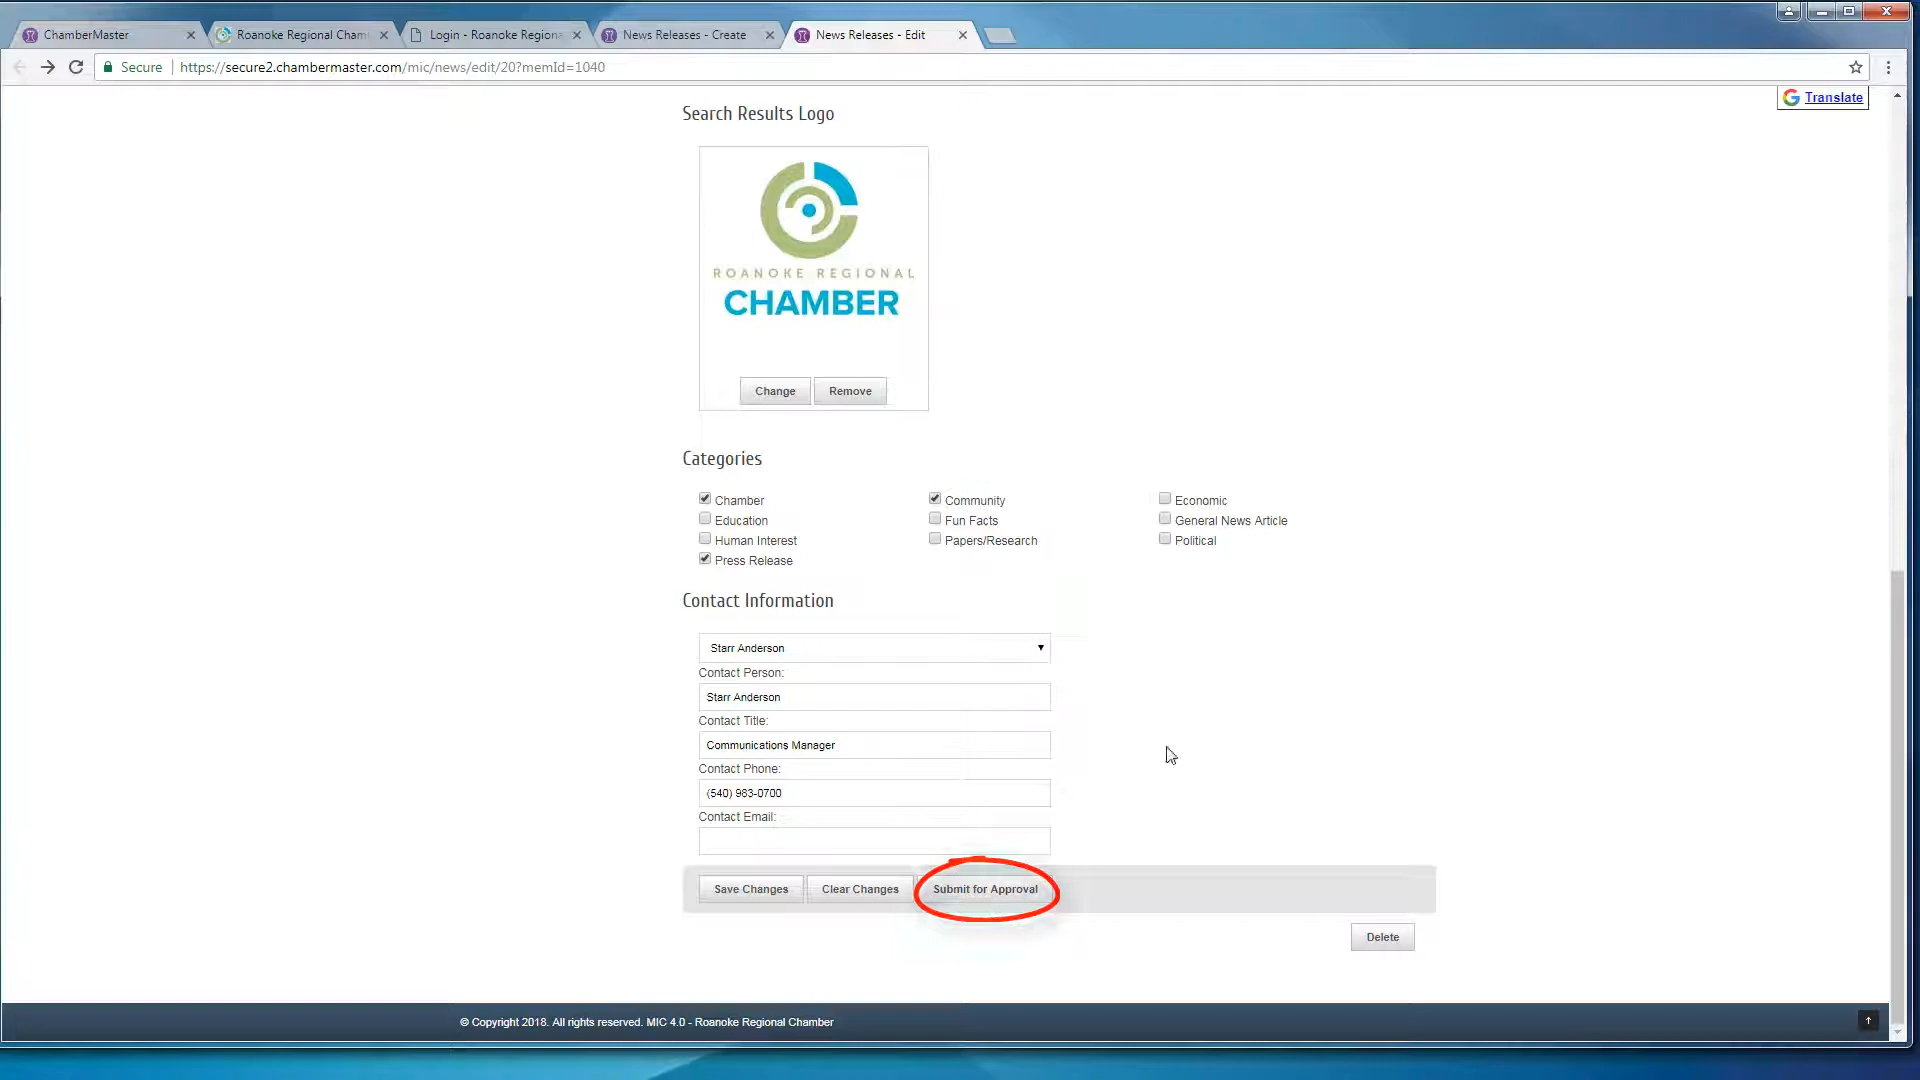 ChamberMaster
Roanoke Regional Cham
Login - Roanoke Regiona
News Releases - Create
News Releases - Edit
Secure https://secure2.chambermaster.com/mic/news/edit/20?memId=1040
Translate
Search Results Logo
ROANOKE REGIONAL
CHAMBER
Change Remove
Categories
Chamber Community Economic
Education Fun Facts General News Article
Human Interest Papers/Research Political
Press Release
Contact Information
Starr Anderson
Contact Person:
Starr Anderson
Contact Title:
Communications Manager
Contact Phone:
(540) 983-0700
Contact Email:
Save Changes Clear Changes Submit for Approval
Delete
© Copyright 2018. All rights reserved. MIC 4.0 - Roanoke Regional Chamber